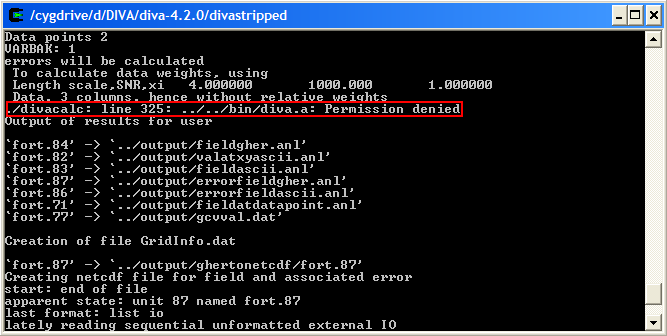 /cygdrive/d/DIVA/diva-4.2.0/divastripped
Data points 2
VARBAK: 1
errors will be calculated
To calculate data weights, using
Length scale,SNR,xi 4.000000 1000.000 1.000000
Data, 3 columns, hence without relative weights
./divacalc: line 325: ../../bin/diva.a: Permission denied
Output of results for user
`fort.84' -> `../output/fieldgher.anl'
`fort.82' -> `../output/valatxyascii.anl'
`fort.83' -> `../output/fieldascii.anl'
`fort.87' -> `../output/errorfieldgher.anl'
`fort.86' -> `../output/errorfieldascii.anl'
`fort.71' -> `../output/fieldatdatapoint.anl'
`fort.77' -> `../output/gcvval.dat'
Creation of file GridInfo.dat
`fort.87' -> `../output/ghertonetcdf/fort.87'
Creating netcdf file for field and associated error
start: end of file
apparent state: unit 87 named fort.87
last format: list io
lately reading sequential unformatted external IO